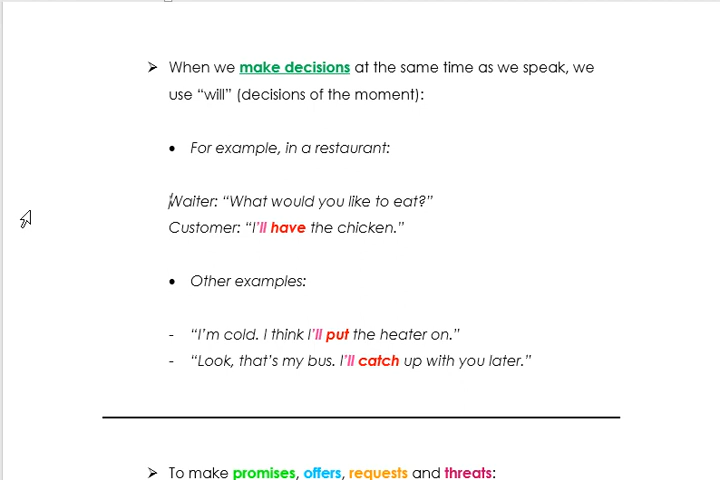 ➢ When we make decisions at the same time as we speak, we
use “will” (decisions of the moment):
• For example, in a restaurant:
Waiter: “What would you like to eat?”
Customer: “I’ll have the chicken.”
• Other examples:
- “I’m cold. I think I’ll put the heater on.”
- “Look, that’s my bus. I’ll catch up with you later.”
➢ To make promises, offers, requests and threats: